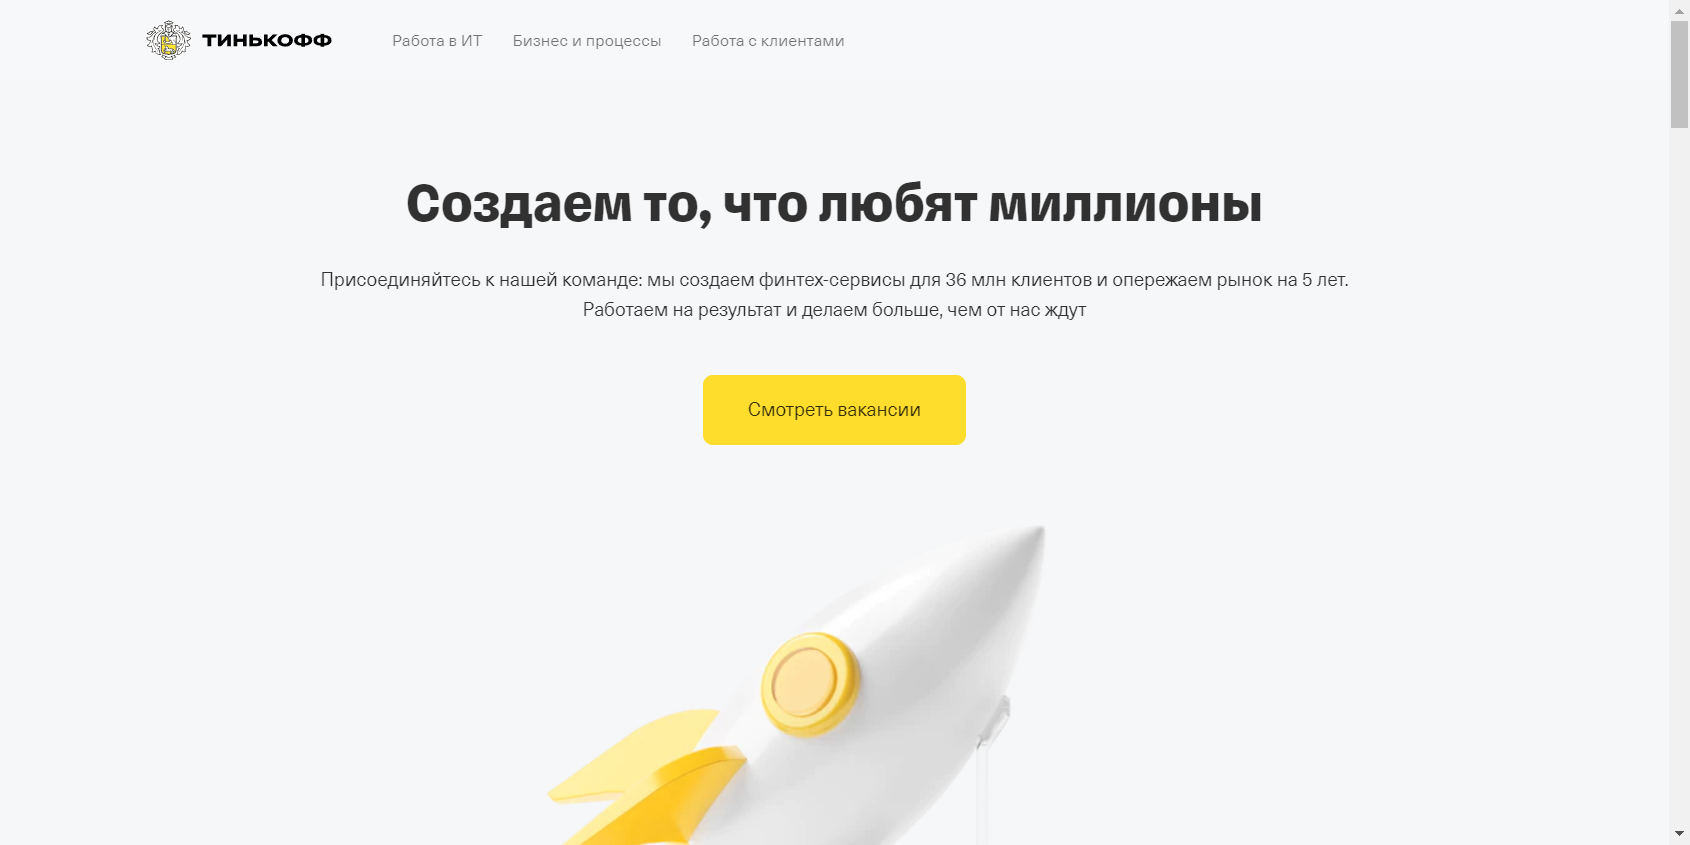 ТИНЬКОФФ
Работа в ИТ
Бизнес и процессы
Работа с клиентами
Создаем то, что любят миллионы
Присоединяйтесь к нашей команде: мы создаем финтех-сервисы для 36 млн клиентов и опережаем рынок на 5 лет.
Работаем на результат и делаем больше, чем от нас ждут
Смотреть вакансии